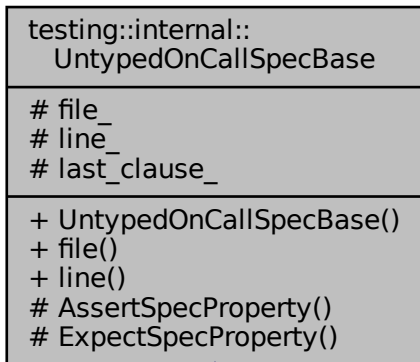 testing::internal::
UntypedOnCallSpecBase
# file_
# line_
# last_clause_
+ UntypedOnCallSpecBase()
+ file()
+ line()
# AssertSpecProperty()
# ExpectSpecProperty()